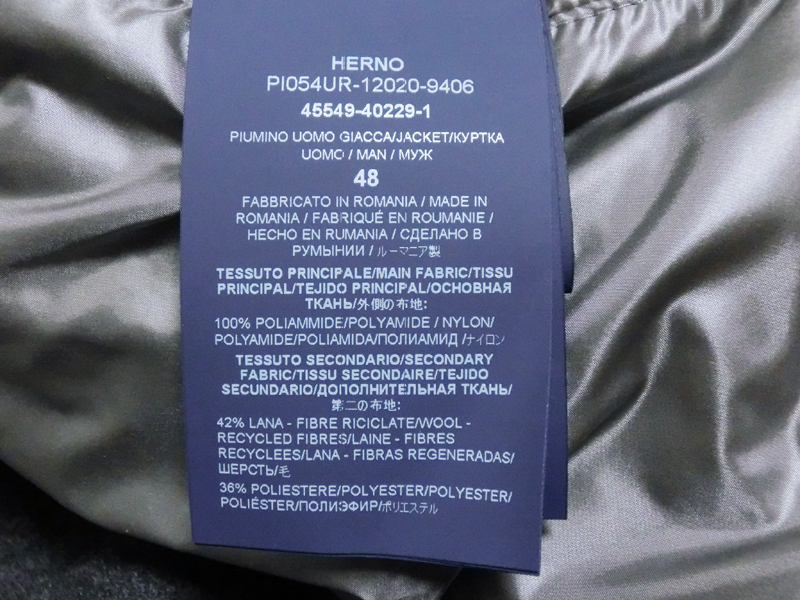 HERNO
PI054UR-12020-9406
45549-40229-1
PIUMINO UOMO GIACCA/JACKET/КУРТКА
UOMO / MAN / МУЖ
48
FABBRICATO IN ROMANIA / MADE IN
ROMANIA / FABRIQUÉ EN ROUMANIE /
HECHO EN RUMANIA / СДЕЛАНО В
РУМЫНИИ / ルーマニア製
TESSUTO PRINCIPALE/MAIN FABRIC/TISSU
PRINCIPAL/TEJIDO PRINCIPAL/ОСНОВНАЯ
ТКАНЬ/外側の布地:
100% POLIAMMIDE/POLYAMIDE / NYLON/
POLYAMIDE/POLIAMIDA/ПОЛИАМИД /ナイロン
TESSUTO SECONDARIO/SECONDARY
FABRIC/TISSU SECONDAIRE/TEJIDO
SECUNDARIO/ДОПОЛНИТЕЛЬНАЯ ТКАНЬ/
第二の布地:
42% LANA - FIBRE RICICLATE/WOOL -
RECYCLED FIBRES/LAINE - FIBRES
RECYCLEES/LANA - FIBRAS REGENERADAS/
ШЕРСТЬ/毛
36% POLIESTERE/POLYESTER/POLYESTER/
POLIÉSTER/ПОЛИЭФИР/ポリエステル